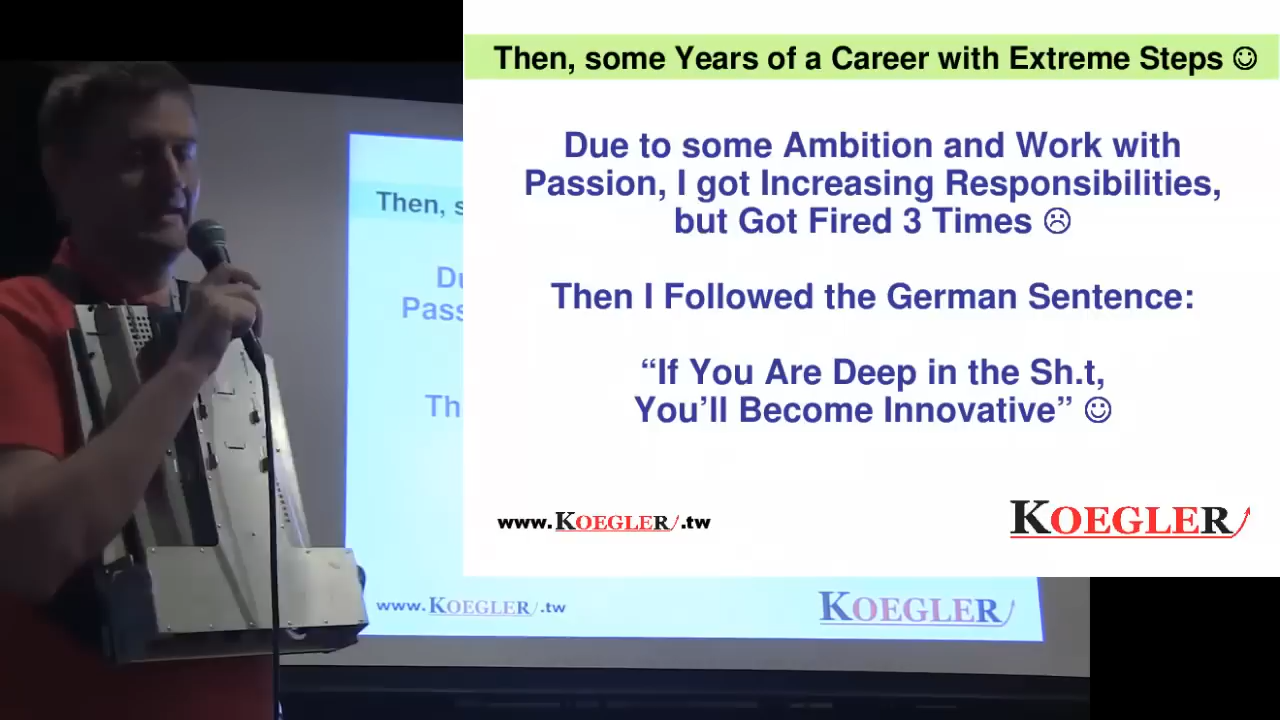 Then, some Years of a Career with Extreme Steps ☺
Due to some Ambition and Work with
Passion, I got Increasing Responsibilities,
but Got Fired 3 Times ☹
Then I Followed the German Sentence:
“If You Are Deep in the Sh.t,
You’ll Become Innovative” ☺
www.KOEGLER.tw
KOEGLER
Then, s
Du
Pass
Th
www.KOEGLER.tw
KOEGLER